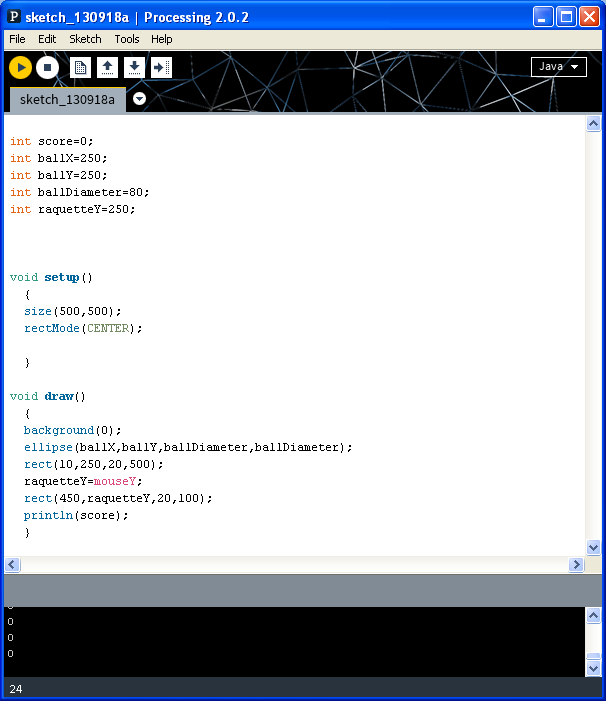 sketch_130918a | Processing 2.0.2
File Edit Sketch Tools Help
Java
sketch_130918a
int score=0;
int ballX=250;
int ballY=250;
int ballDiameter=80;
int raquetteY=250;
void setup()
{
size(500,500);
rectMode(CENTER);
}
void draw()
{
background(0);
ellipse(ballX,ballY,ballDiameter,ballDiameter);
rect(10,250,20,500);
raquetteY=mouseY;
rect(450,raquetteY,20,100);
println(score);
}
0
0
0
0
24